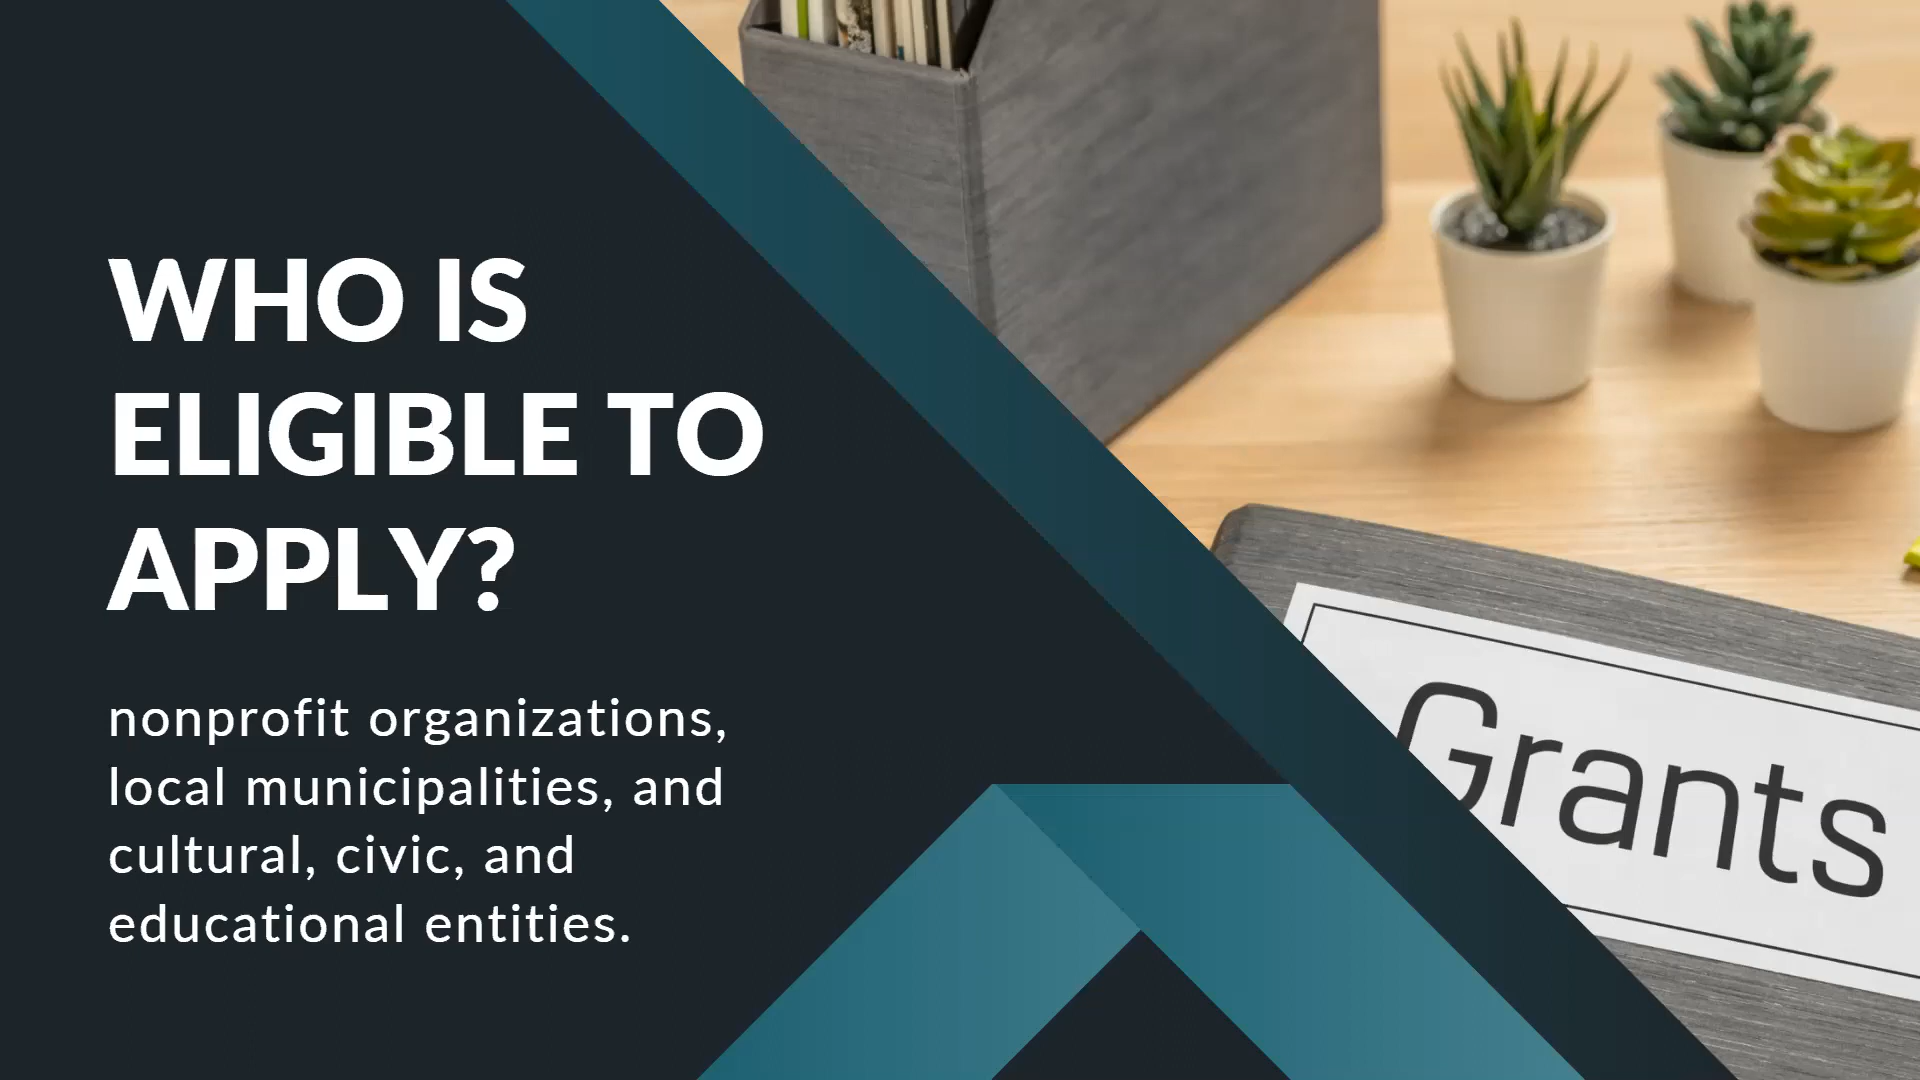 WHO IS
ELIGIBLE TO
APPLY?
nonprofit organizations,
local municipalities, and
cultural, civic, and
educational entities.
Grants